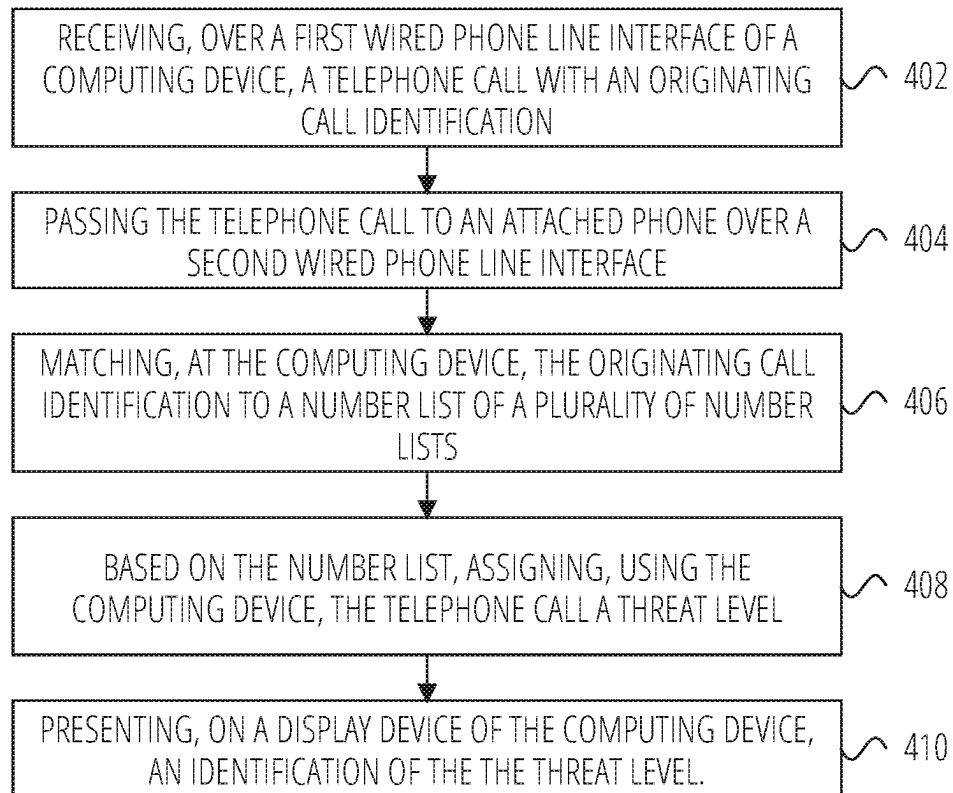 RECEIVING, OVER A FIRST WIRED PHONE LINE INTERFACE OF A
COMPUTING DEVICE, A TELEPHONE CALL WITH AN ORIGINATING
CALL IDENTIFICATION
402
PASSING THE TELEPHONE CALL TO AN ATTACHED PHONE OVER A
SECOND WIRED PHONE LINE INTERFACE
404
MATCHING, AT THE COMPUTING DEVICE, THE ORIGINATING CALL
IDENTIFICATION TO A NUMBER LIST OF A PLURALITY OF NUMBER
LISTS
406
BASED ON THE NUMBER LIST, ASSIGNING, USING THE
COMPUTING DEVICE, THE TELEPHONE CALL A THREAT LEVEL
408
PRESENTING, ON A DISPLAY DEVICE OF THE COMPUTING DEVICE,
AN IDENTIFICATION OF THE THE THREAT LEVEL.
410